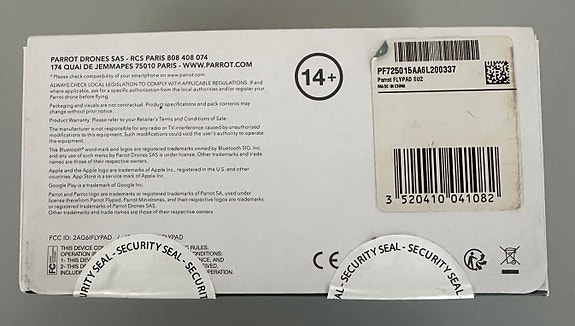 PARROT DRONES SAS - RCS PARIS 808 408 074
174 QUAI DE JEMMAPES 75010 PARIS - WWW.PARROT.COM
* Please check compatibility of your smartphone on www.parrot.com
ALWAYS CHECK LOCAL LEGISLATION TO COMPLY WITH APPLICABLE REGULATIONS. If and
where applicable, ask for a specific authorization from the local authorities and/or register your
Parrot drone before flying.
Packaging and visuals are not contractual. Product specifications and pack contents may
change without prior notice.
Product Warranty: Please refer to your Retailer's Terms and Conditions of Sale.
The manufacturer is not responsible for any radio or TV interference caused by unauthorized
modifications to this equipment. Such modifications could void the user's authority to operate
the equipment.
The Bluetooth® word mark and logos are registered trademarks owned by Bluetooth SIG, Inc.
and any use of such marks by Parrot Drones SAS is under license. Other trademarks and trade
names are those of their respective owners.
Apple and the Apple logo are trademarks of Apple Inc., registered in the U.S. and other
countries. App Store is a service mark of Apple Inc.
Google Play is a trademark of Google Inc.
Parrot and Parrot logo are trademarks or registered trademarks of Parrot SA, used under
license therefrom Parrot Flypad, Parrot Minidrones, and their respective logos are trademarks
or registered trademarks of Parrot Drones SAS.
Other trademarks and trade names are those of their respective owners.
14+
PF725015AA6L200337
Parrot FLYPAD EU2
MADE IN CHINA
3 520410 041082
FCC ID: 2AG6IFLYPAD
YPAD
THIS DEVICE CO
RULES.
OPERATION
1- THIS DEV
ENCE, AND
2- THIS
INCLUD
URITY SEAL - SECURITY SEAL - SECURIT
RITY SEAL - SECURITY SEAL - SECURITY
CE